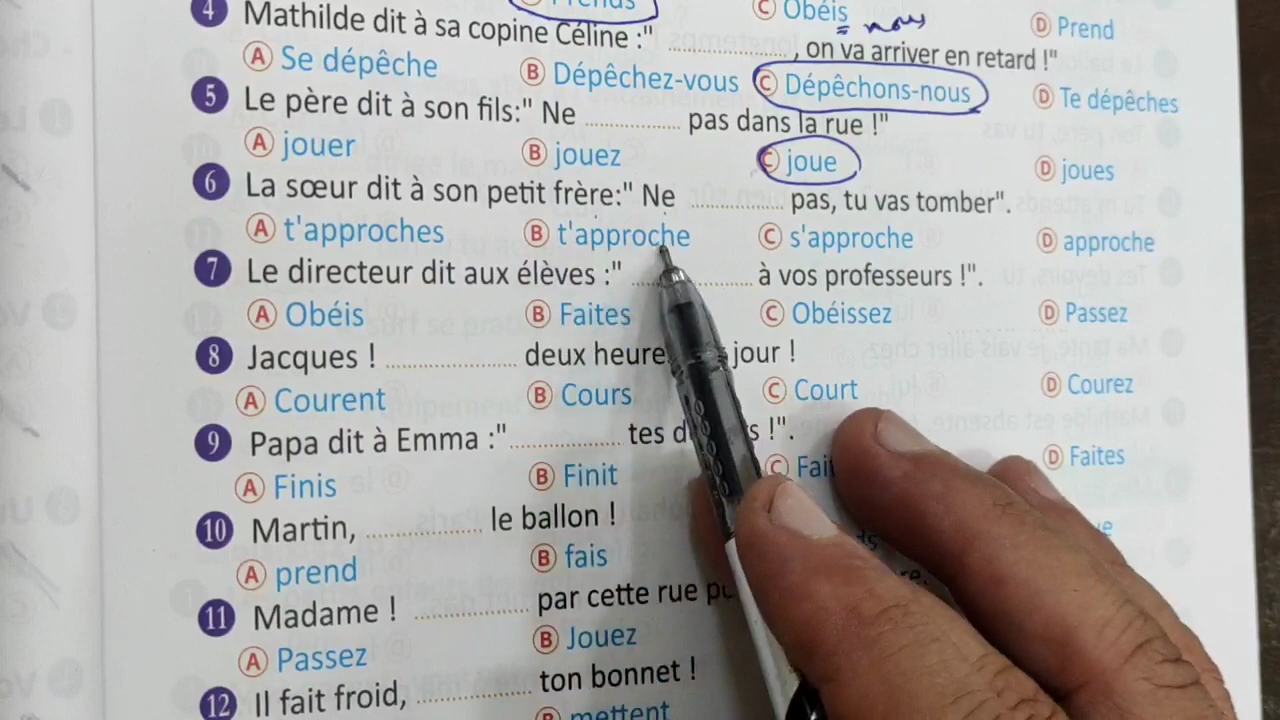 4 Mathilde dit à sa copine Céline :" .................... , on va arriver en retard !"
Prends C Obéis D Prend
= nous
A Se dépêche B Dépêchez-vous C Dépêchons-nous D Te dépêches
5 Le père dit à son fils:" Ne ................ pas dans la rue !"
A jouer B jouez C joue D joues
6 La sœur dit à son petit frère:" Ne ................ pas, tu vas tomber".
A t'approches B t'approche C s'approche D approche
7 Le directeur dit aux élèves :" .................... à vos professeurs !".
A Obéis B Faites C Obéissez D Passez
8 Jacques ! ...................... deux heure jour !
A Courent B Cours C Court D Courez
9 Papa dit à Emma :".................. tes !".
A Finis B Finit C D Faites
10 Martin, .................. le ballon !
A prend B fais
11 Madame ! .................. par cette rue
A Passez B Jouez
12 Il fait froid, .................. ton bonnet !
B mettent